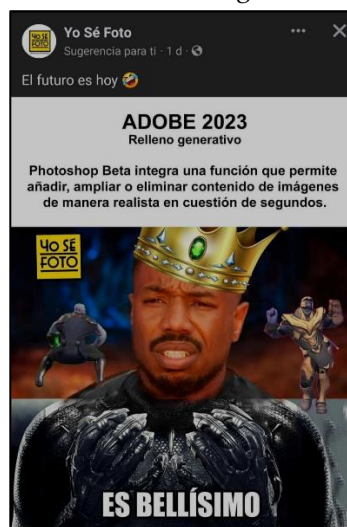 Yo Sé Foto
Sugerencia para ti · 1 d ·
El futuro es hoy 🤣
ADOBE 2023
Relleno generativo
Photoshop Beta integra una función que permite
añadir, ampliar o eliminar contenido de imágenes
de manera realista en cuestión de segundos.
YO SÉ
FOTO
ES BELLÍSIMO